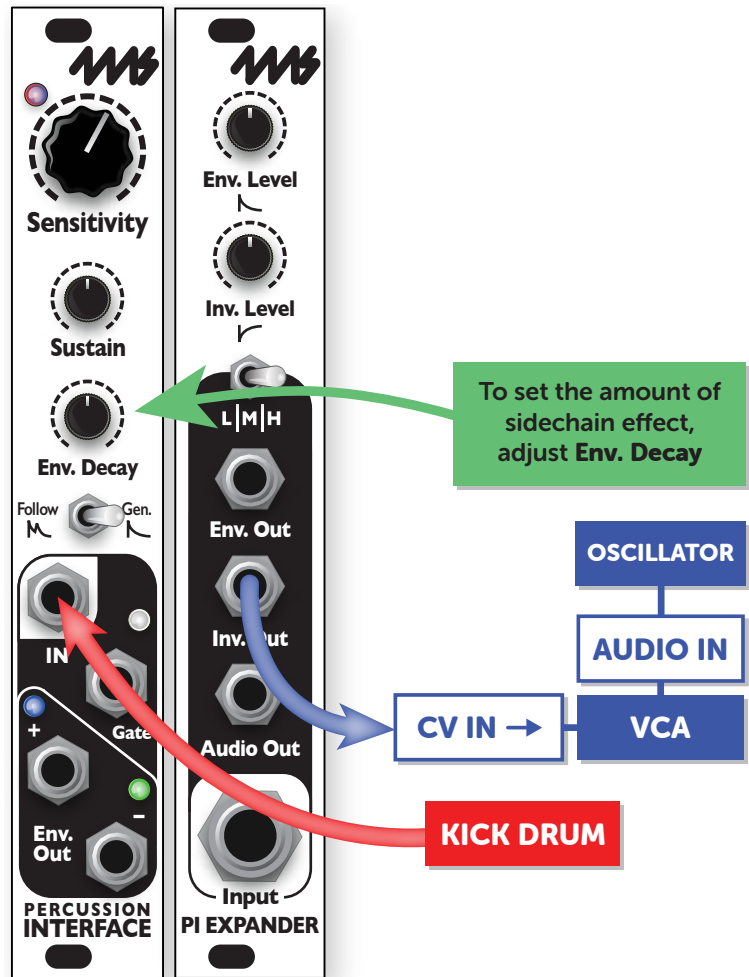 Sensitivity
Sustain
Env. Decay
Follow
Gen.
IN
Gate
+
-
Env.
Out
PERCUSSION
INTERFACE
Env. Level
Inv. Level
L|M|H
Env. Out
Inv. Out
Audio Out
Input
PI EXPANDER
To set the amount of
sidechain effect,
adjust Env. Decay
OSCILLATOR
AUDIO IN
CV IN →
VCA
KICK DRUM